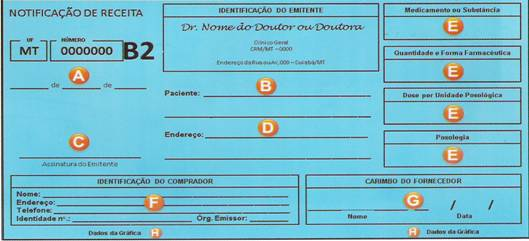 NOTIFICAÇÃO DE RECEITA
UF
NÚMERO
MT
0000000
B2
A
de de
C
Assinatura do Emitente
IDENTIFICAÇÃO DO EMITENTE
Dr. Nome do Doutor ou Doutora
Clínico Geral
CRM/MT - 0000
Endereço da Rua ou Av, 000 - Cuiabá/MT
B
Paciente:
D
Endereço:
Medicamento ou Substância
E
Quantidade e Forma Farmacêutica
E
Dose por Unidade Posológica
E
Posologia
E
IDENTIFICAÇÃO DO COMPRADOR
Nome:
Endereço:
F
Telefone:
Identidade nº.: Órg. Emissor:
CARIMBO DO FORNECEDOR
G
/ /
Nome Data
Dados da Gráfica H
H Dados da Gráfica